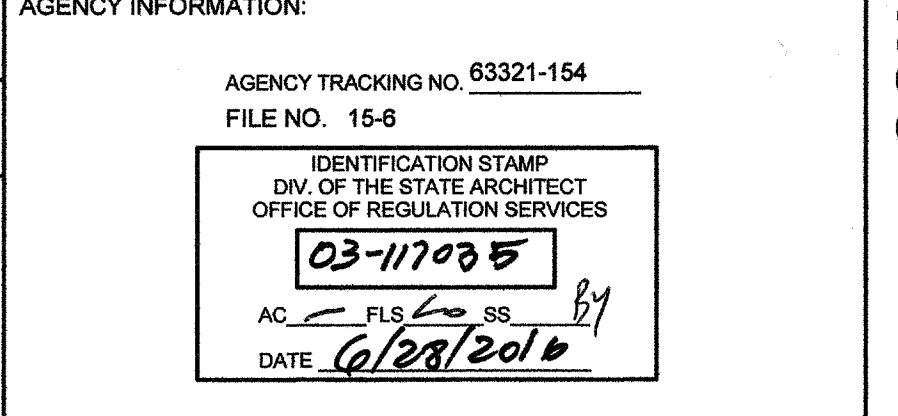 AGENCY INFORMATION:
AGENCY TRACKING NO. 63321-154
FILE NO. 15-6
IDENTIFICATION STAMP
DIV. OF THE STATE ARCHITECT
OFFICE OF REGULATION SERVICES
03-117035
AC — FLS SS BY
DATE 6/28/2016